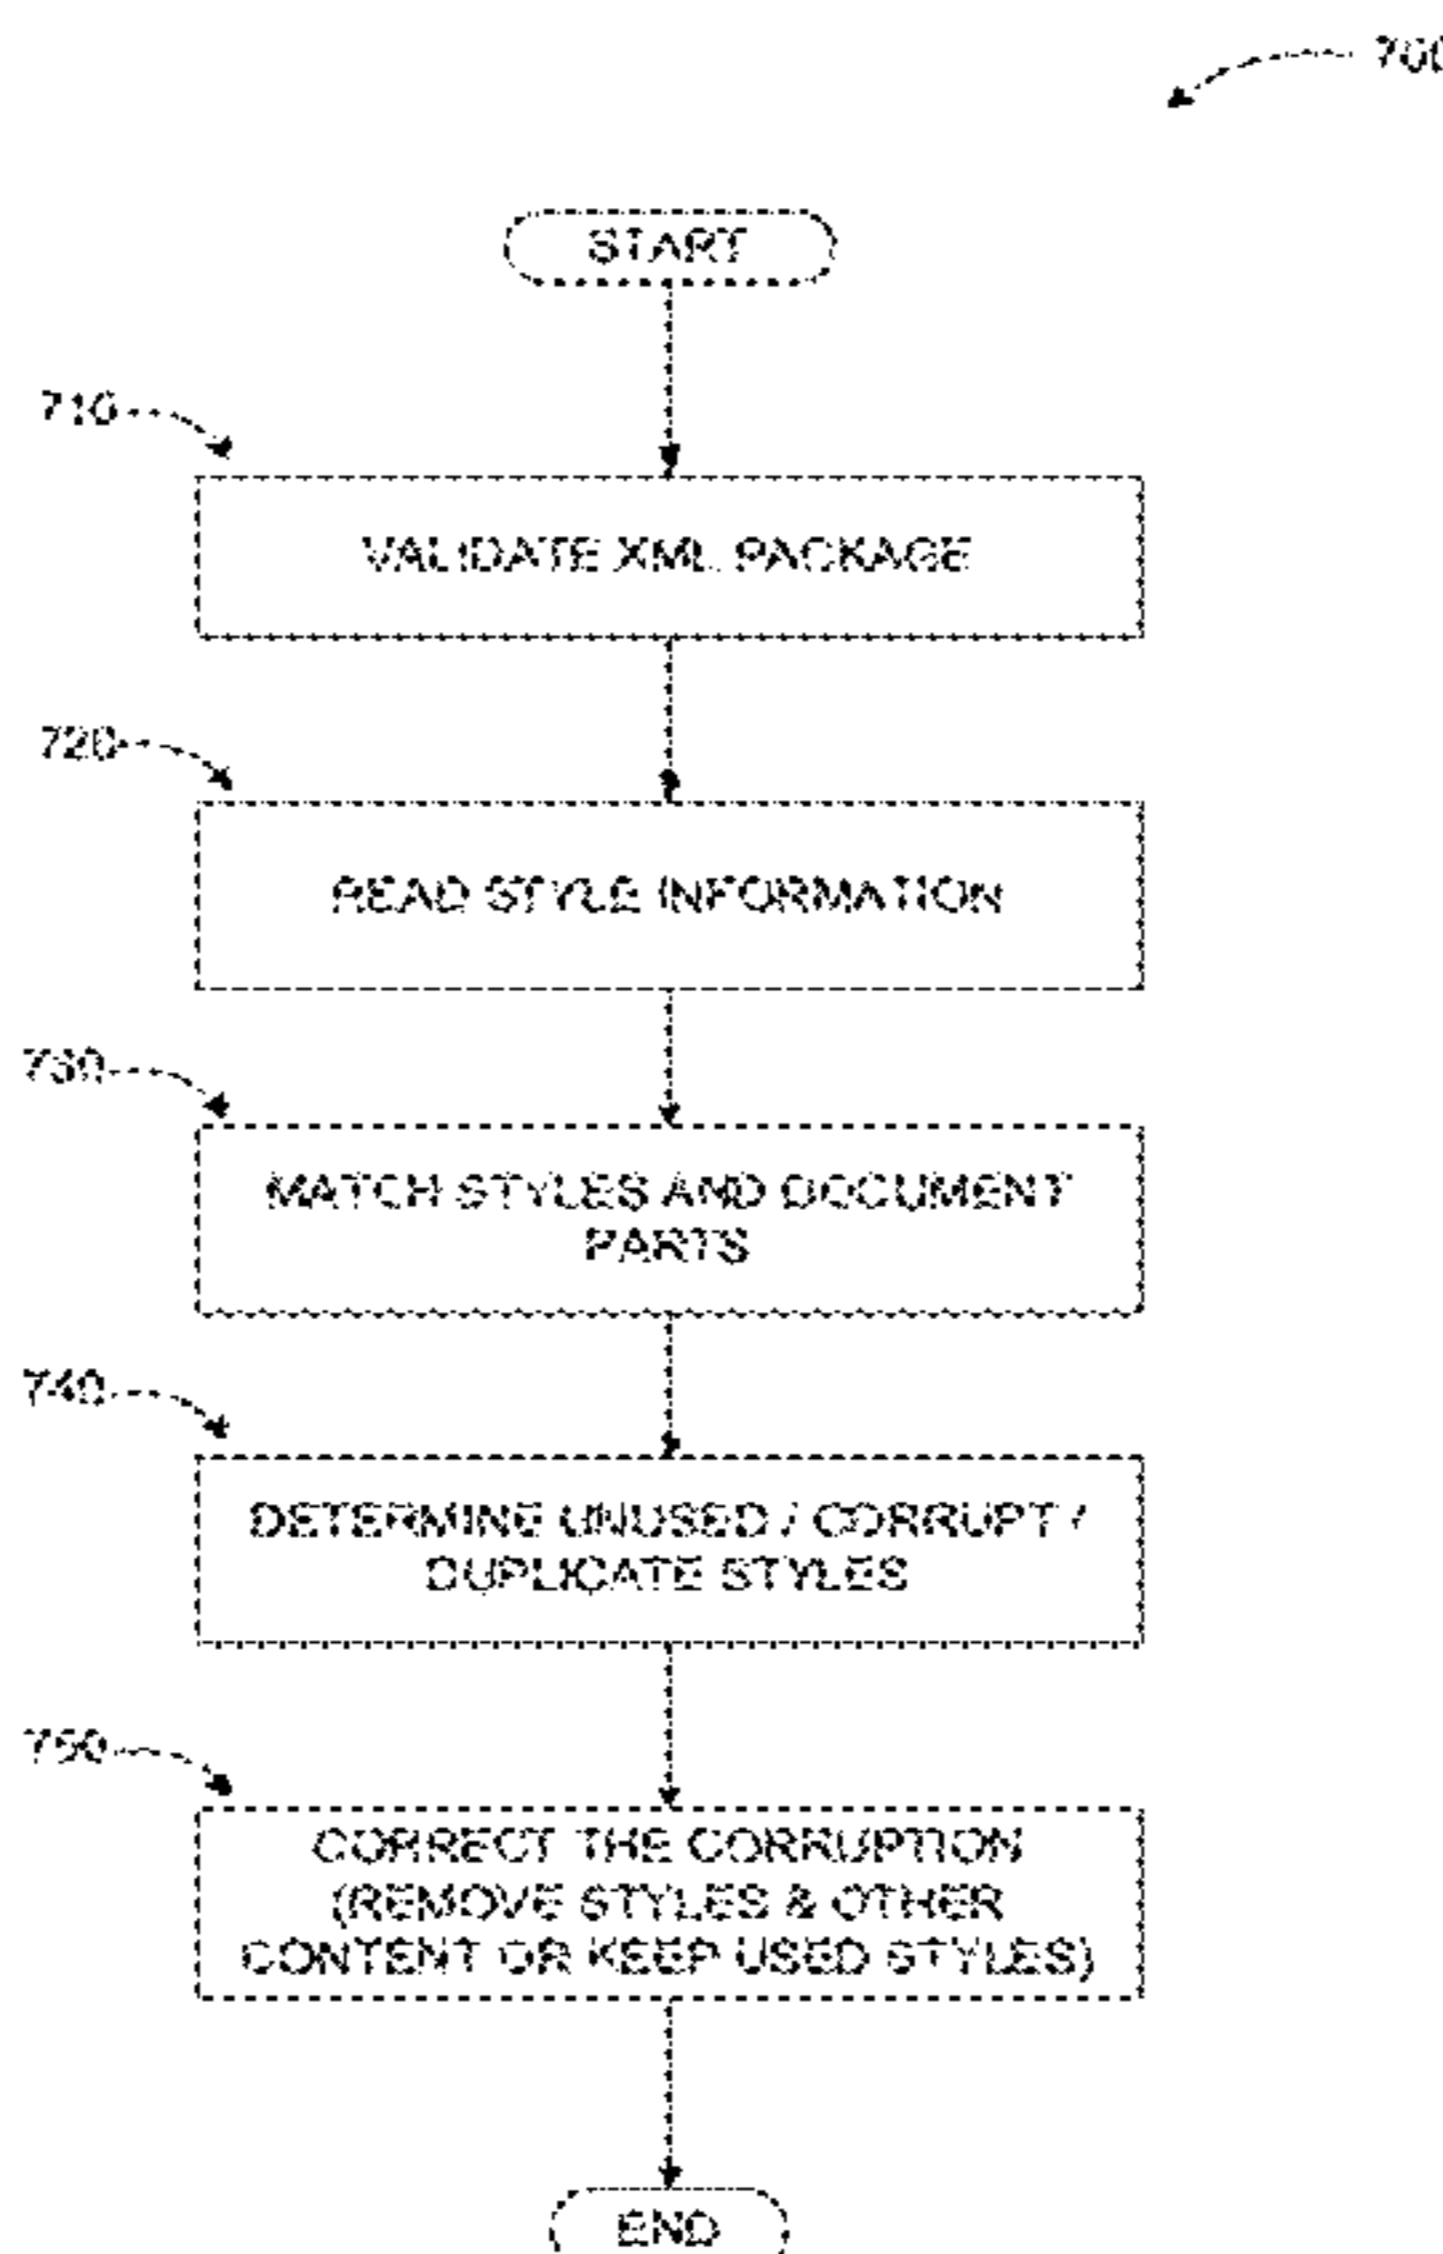 700
START
710
VALIDATE XML PACKAGE
720
READ STYLE INFORMATION
730
MATCH STYLES AND DOCUMENT
PARTS
740
DETERMINE UNUSED / CORRUPT /
DUPLICATE STYLES
750
CORRECT THE CORRUPTION
(REMOVE STYLES & OTHER
CONTENT OR KEEP USED STYLES)
END